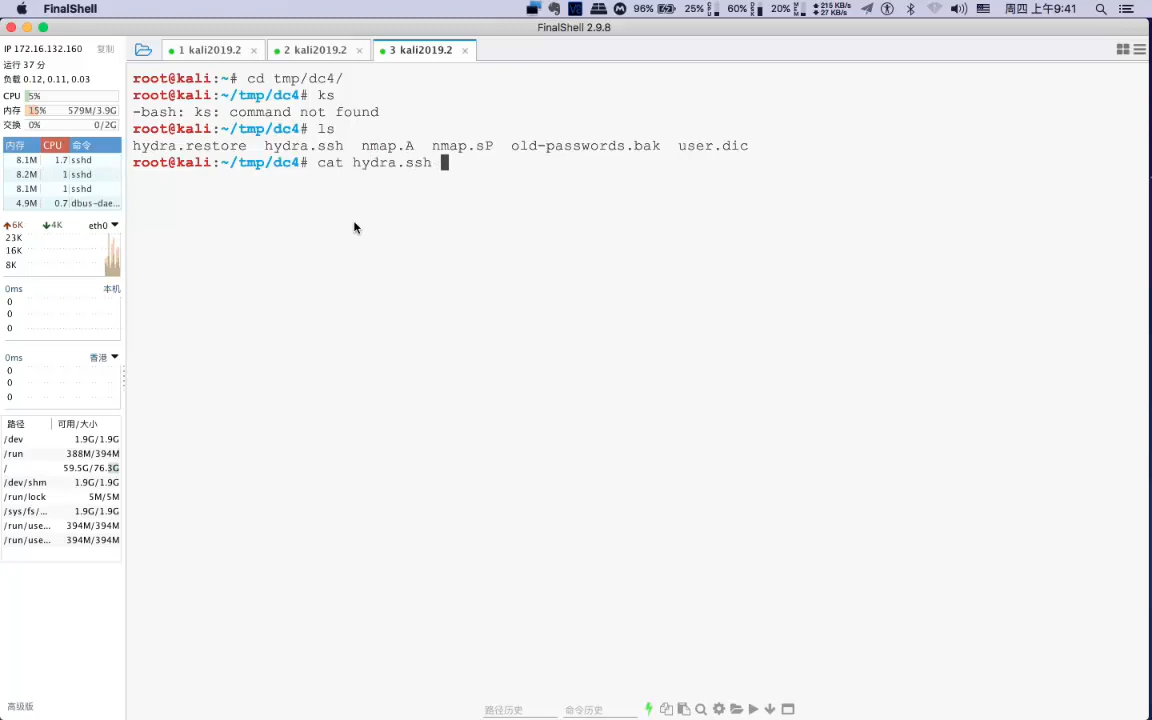 FinalShell 96% 25% 60% 20% 215 KB/s 27 KB/s 周四 上午9:41
FinalShell 2.9.8
IP 172.16.132.160 复制
运行 37 分
负载 0.12, 0.11, 0.03
CPU 5%
内存 15% 579M/3.9G
交换 0% 0/2G
内存 CPU 命令
8.1M 1.7 sshd
8.2M 1 sshd
8.1M 1 sshd
4.9M 0.7 dbus-dae...
6K 4K eth0
23K
16K
8K
0ms 本机
0
0
0
0ms 香港
0
0
0
路径 可用/大小
/dev 1.9G/1.9G
/run 388M/394M
/ 59.5G/76.3G
/dev/shm 1.9G/1.9G
/run/lock 5M/5M
/sys/fs/... 1.9G/1.9G
/run/use... 394M/394M
/run/use... 394M/394M
高级版
1 kali2019.2 2 kali2019.2 3 kali2019.2
root@kali:~# cd tmp/dc4/
root@kali:~/tmp/dc4# ks
-bash: ks: command not found
root@kali:~/tmp/dc4# ls
hydra.restore hydra.ssh nmap.A nmap.sP old-passwords.bak user.dic
root@kali:~/tmp/dc4# cat hydra.ssh
路径历史 命令历史